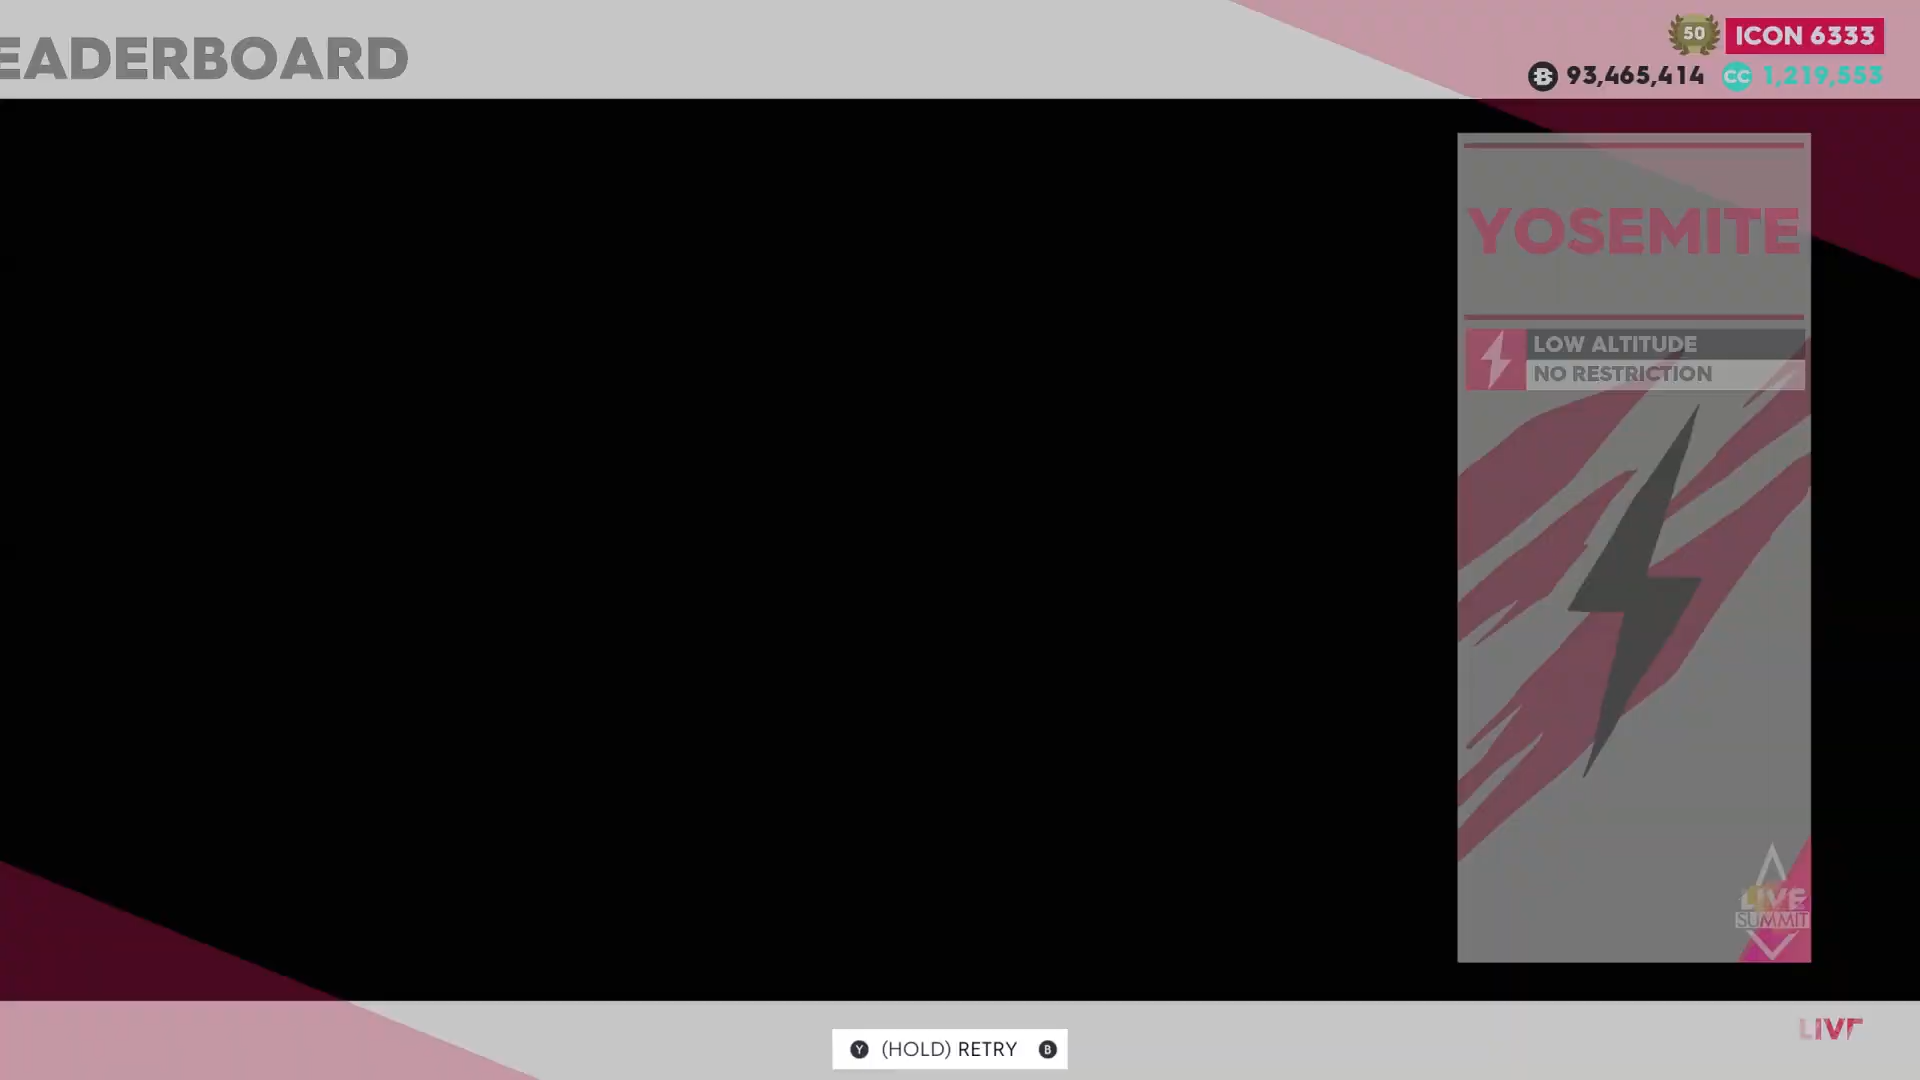 EADERBOARD
50 ICON 6333
93,465,414 CC 1,219,553
YOSEMITE
LOW ALTITUDE
NO RESTRICTION
LIVE
SUMMIT
Y (HOLD) RETRY B